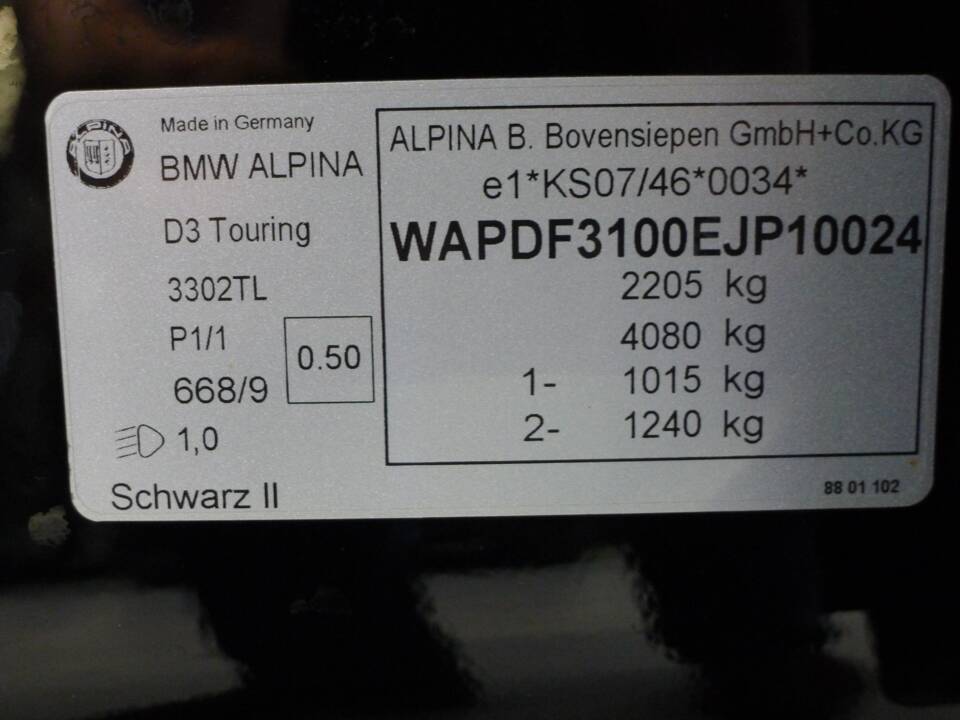 ALPINA
Made in Germany
BMW ALPINA
D3 Touring
3302TL
P1/1
668/9
0.50
1,0
Schwarz II
ALPINA B. Bovensiepen GmbH+Co.KG
e1*KS07/46*0034*
WAPDF3100EJP10024
2205 kg
4080 kg
1- 1015 kg
2- 1240 kg
88 01 102